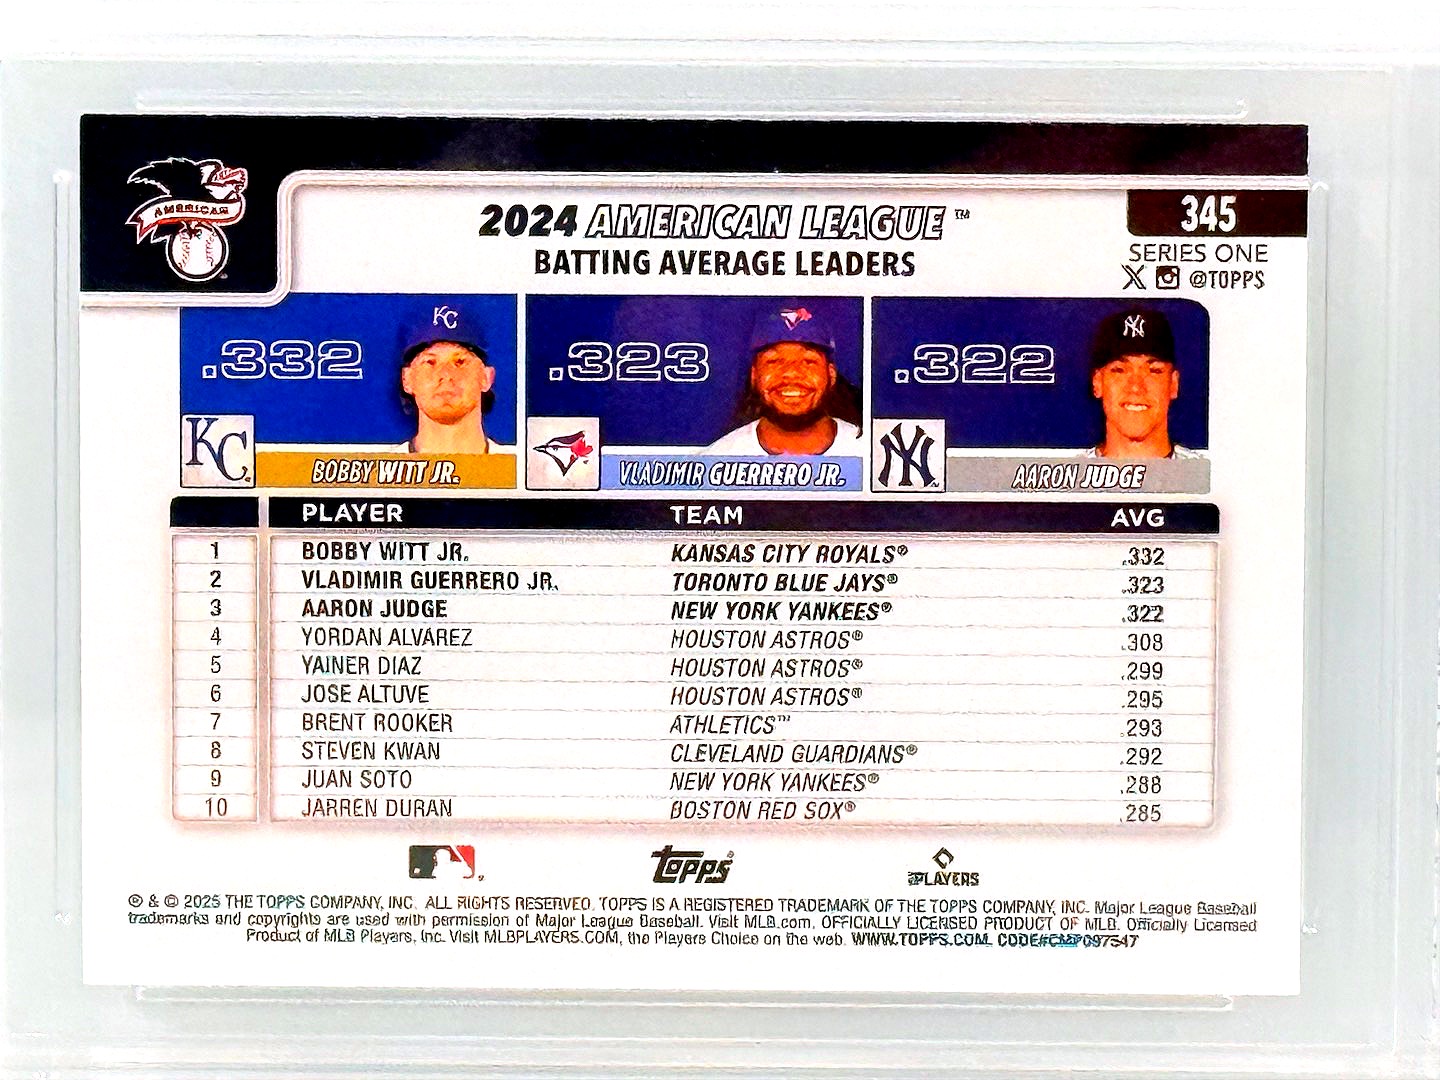 AMERICAN
2024 AMERICAN LEAGUE™
BATTING AVERAGE LEADERS
345
SERIES ONE
@TOPPS
.332
KC
KC
BOBBY WITT JR.
.323
VLADIMIR GUERRERO JR.
.322
NY
NY
AARON JUDGE
PLAYER TEAM AVG
1 BOBBY WITT JR. KANSAS CITY ROYALS® .332
2 VLADIMIR GUERRERO JR. TORONTO BLUE JAYS® .323
3 AARON JUDGE NEW YORK YANKEES® .322
4 YORDAN ALVAREZ HOUSTON ASTROS® .308
5 YAINER DIAZ HOUSTON ASTROS® .299
6 JOSE ALTUVE HOUSTON ASTROS® .295
7 BRENT ROOKER ATHLETICS™ .293
8 STEVEN KWAN CLEVELAND GUARDIANS® .292
9 JUAN SOTO NEW YORK YANKEES® .288
10 JARREN DURAN BOSTON RED SOX® .285
Topps®
PLAYERS
® & © 2025 THE TOPPS COMPANY, INC. ALL RIGHTS RESERVED. TOPPS IS A REGISTERED TRADEMARK OF THE TOPPS COMPANY, INC. Major League Baseball
trademarks and copyrights are used with permission of Major League Baseball. Visit MLB.com. OFFICIALLY LICENSED PRODUCT OF MLB. Officially Licensed
Product of MLB Players, Inc. Visit MLBPLAYERS.COM, the Players Choice on the web. WWW.TOPPS.COM CODE#CMP097547